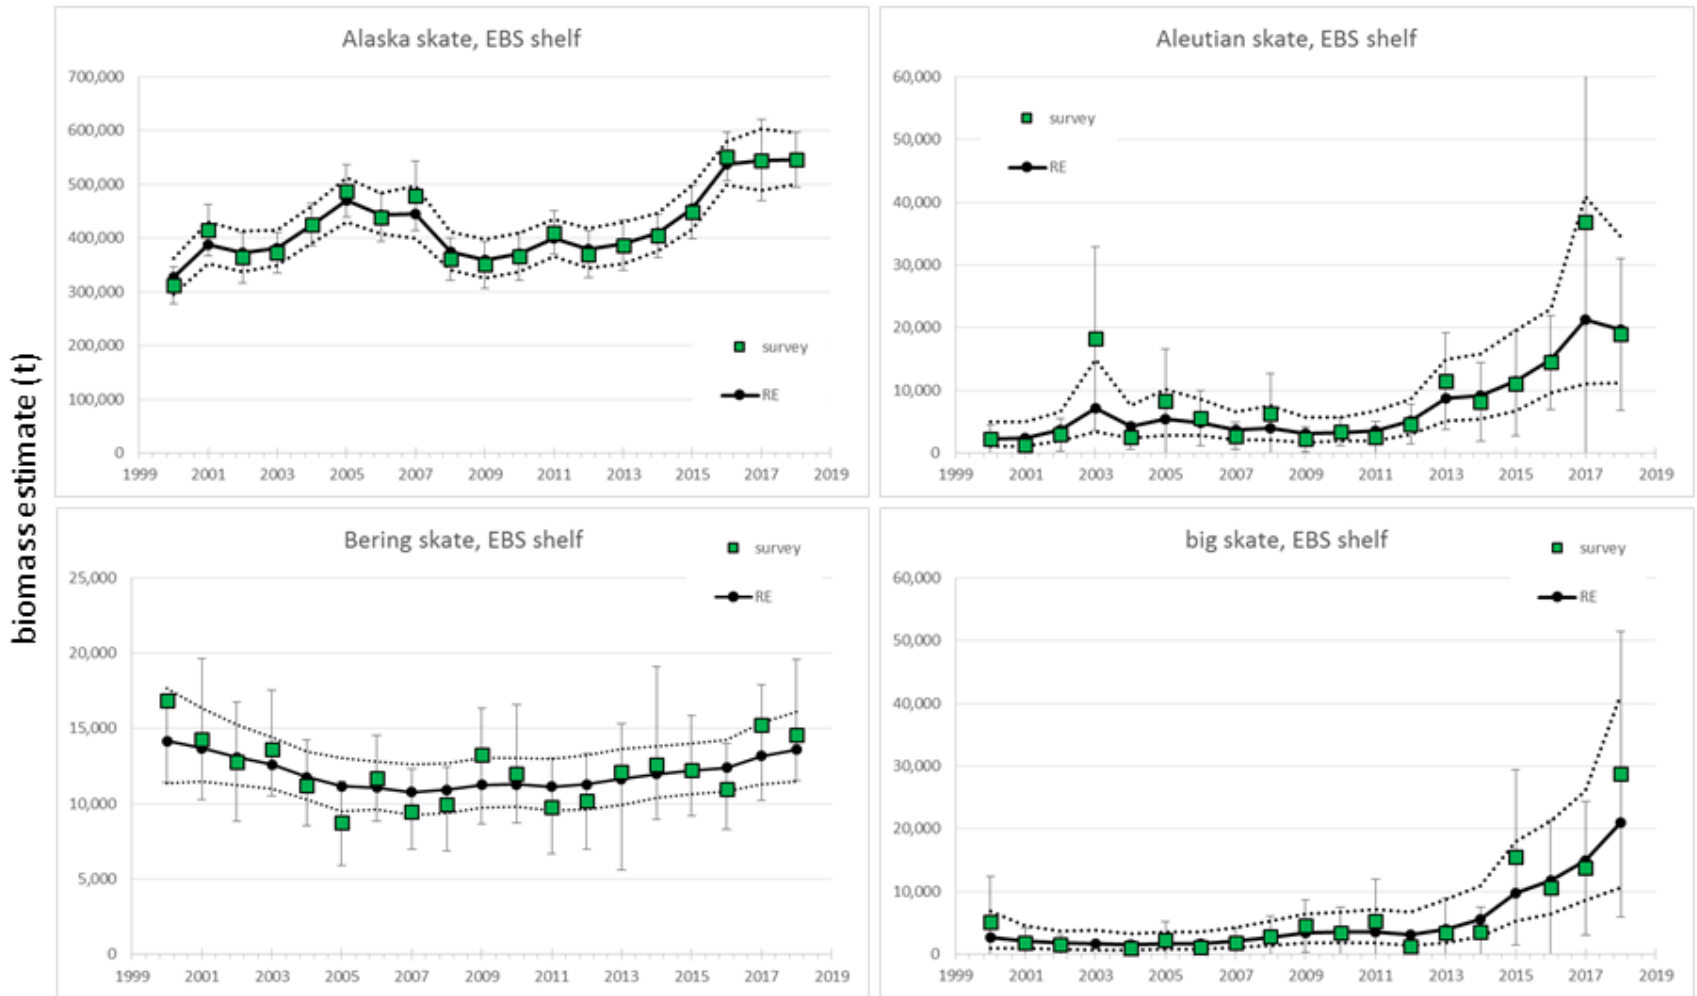 Alaska skate, EBS shelf
700,000
600,000
500,000
400,000
300,000
200,000
100,000
0
1999 2001 2003 2005 2007 2009 2011 2013 2015 2017 2019
survey
RE
Aleutian skate, EBS shelf
60,000
50,000
40,000
30,000
20,000
10,000
0
1999 2001 2003 2005 2007 2009 2011 2013 2015 2017 2019
survey
RE
biomass estimate (t)
Bering skate, EBS shelf
survey
RE
25,000
20,000
15,000
10,000
5,000
0
1999 2001 2003 2005 2007 2009 2011 2013 2015 2017 2019
big skate, EBS shelf
survey
RE
60,000
50,000
40,000
30,000
20,000
10,000
0
1999 2001 2003 2005 2007 2009 2011 2013 2015 2017 2019